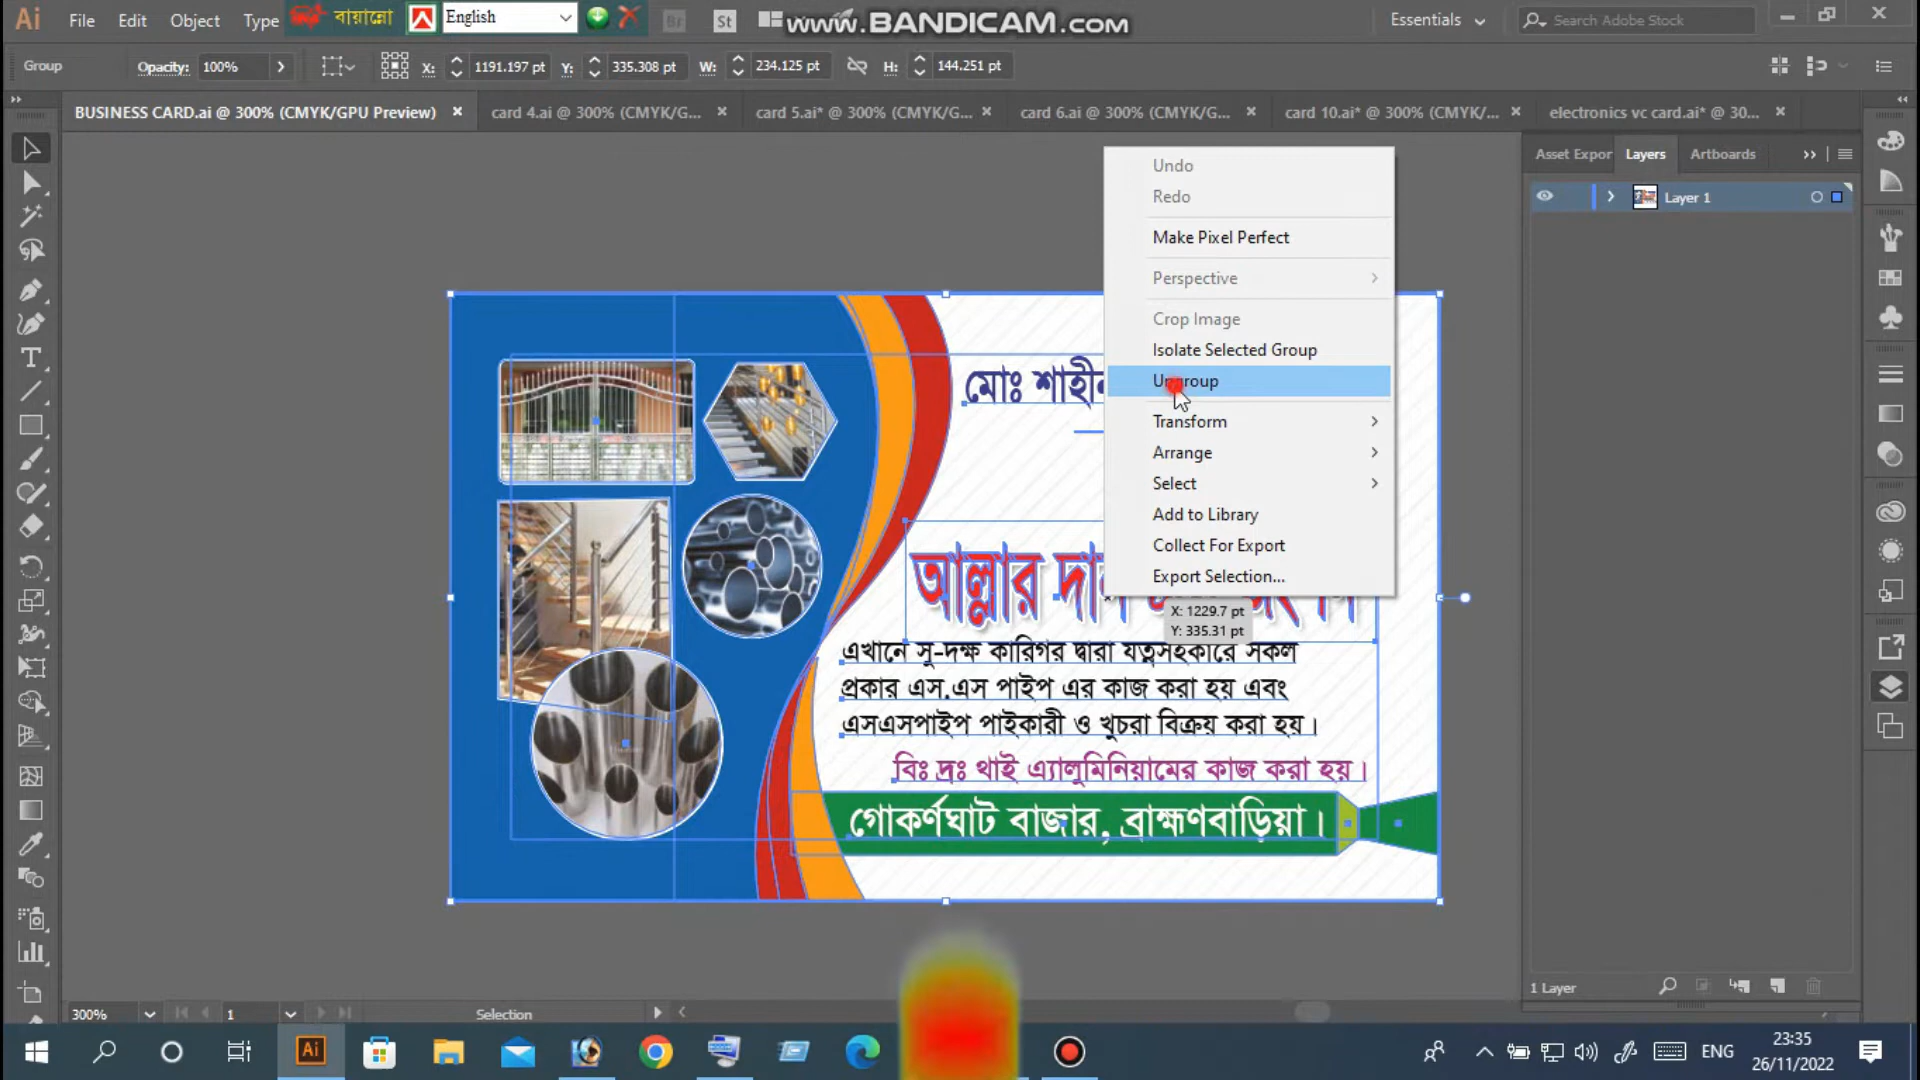 Ai File Edit Object Type বায়ান্নো English Br St www.BANDICAM.com Essentials Search Adobe Stock
Group Opacity: 100% X: 1191.197 pt Y: 335.308 pt W: 234.125 pt H: 144.251 pt
BUSINESS CARD.ai @ 300% (CMYK/GPU Preview) card 4.ai @ 300% (CMYK/G... card 5.ai* @ 300% (CMYK/G... card 6.ai @ 300% (CMYK/G... card 10.ai* @ 300% (CMYK/... electronics vc card.ai* @ 30...
Asset Expor Layers Artboards
Layer 1
Undo
Redo
Make Pixel Perfect
Perspective
Crop Image
Isolate Selected Group
Ungroup
Transform
Arrange
Select
Add to Library
Collect For Export
Export Selection...
X: 1229.7 pt
Y: 335.31 pt
মোঃ
আল্লার
এখানে সু-দক্ষ কারিগর দ্বারা যত্নসহকারে সকল
প্রকার এস.এস পাইপ এর কাজ করা হয় এবং
এসএসপাইপ পাইকারী ও খুচরা বিক্রয় করা হয়।
বিঃ দ্রঃ থাই এ্যালুমিনিয়ামের কাজ করা হয়।
গোকর্ণঘাট বাজার, ব্রাহ্মণবাড়িয়া।
1 Layer
300% 1 Selection
Ai ENG 23:35
26/11/2022